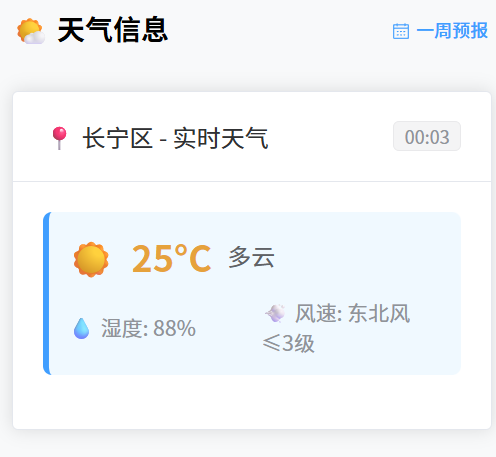 天气信息
一周预报
长宁区 - 实时天气
00:03
25°C 多云
湿度: 88%
风速: 东北风
≤3级